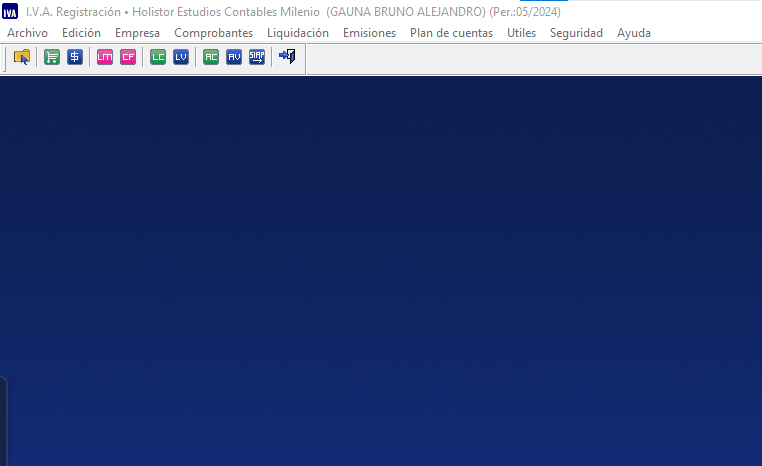 IVA I.V.A. Registración • Holistor Estudios Contables Milenio (GAUNA BRUNO ALEJANDRO) (Per.:05/2024)
Archivo Edición Empresa Comprobantes Liquidación Emisiones Plan de cuentas Utiles Seguridad Ayuda
$ LM CF LC LV AC AV SIAP